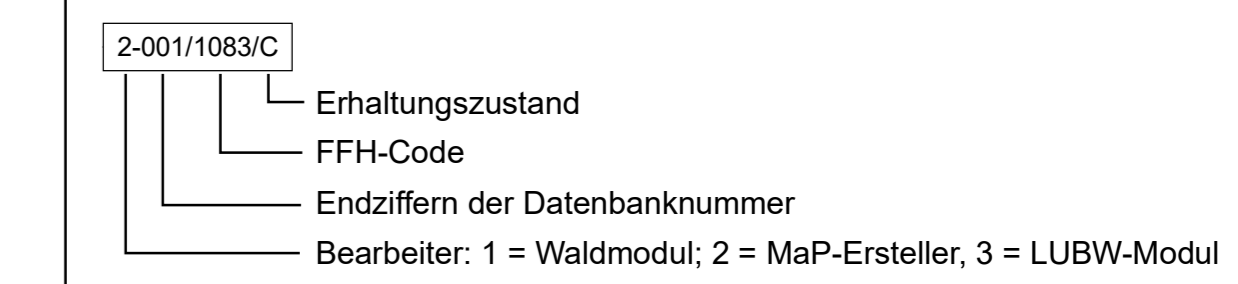 2-001/1083/C
Erhaltungszustand
FFH-Code
Endziffern der Datenbanknummer
Bearbeiter: 1 = Waldmodul; 2 = MaP-Ersteller, 3 = LUBW-Modul